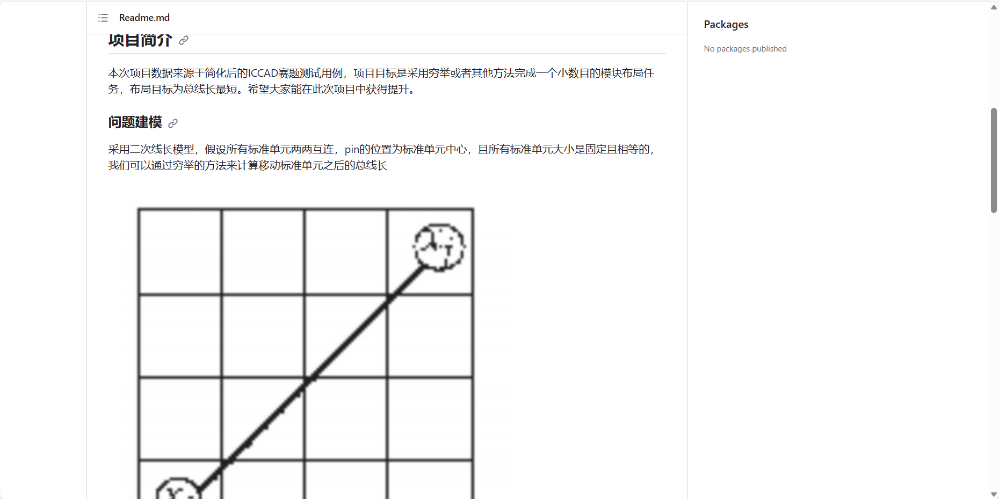 Readme.md
项目简介
本次项目数据来源于简化后的ICCAD赛题测试用例，项目目标是采用穷举或者其他方法完成一个小数目的模块布局任
务，布局目标为总线长最短。希望大家能在此次项目中获得提升。
问题建模
采用二次线长模型，假设所有标准单元两两互连，pin的位置为标准单元中心，且所有标准单元大小是固定且相等的，
我们可以通过穷举的方法来计算移动标准单元之后的总线长
Packages
No packages published